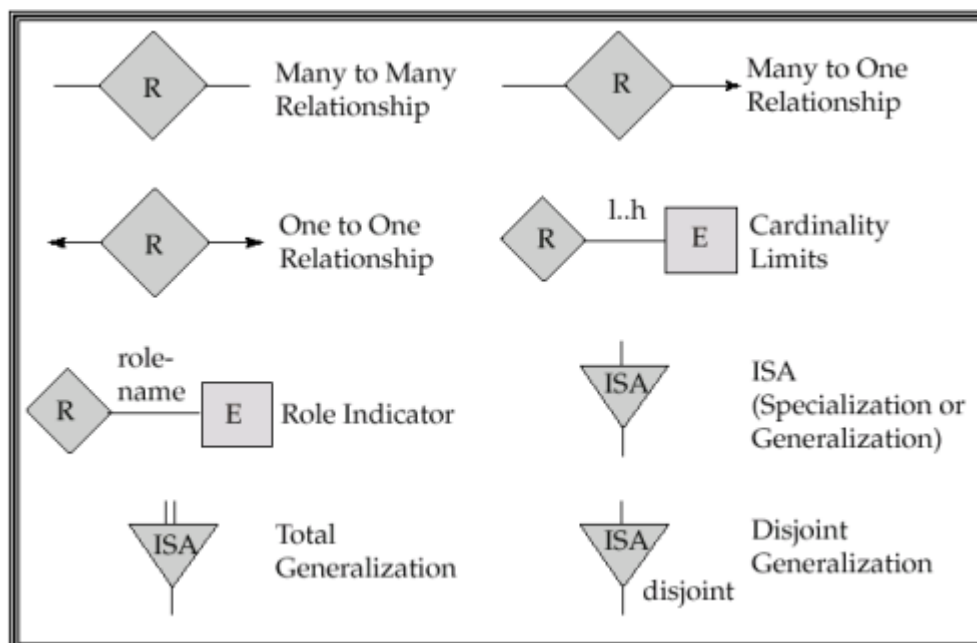 R
Many to Many
Relationship
R
Many to One
Relationship
R
One to One
Relationship
R
l..h
E
Cardinality
Limits
R
role-
name
E
Role Indicator
ISA
ISA
(Specialization or
Generalization)
ISA
Total
Generalization
ISA
disjoint
Disjoint
Generalization